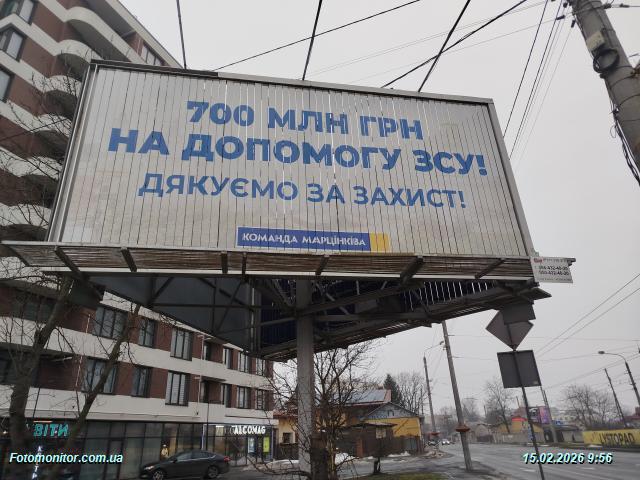 700 МЛН ГРН
НА ДОПОМОГУ ЗСУ!
ДЯКУЄМО ЗА ЗАХИСТ!
КОМАНДА МАРЦІНКІВА
ALCOMAG
Fotomonitor.com.ua
15.02.2026 9:56